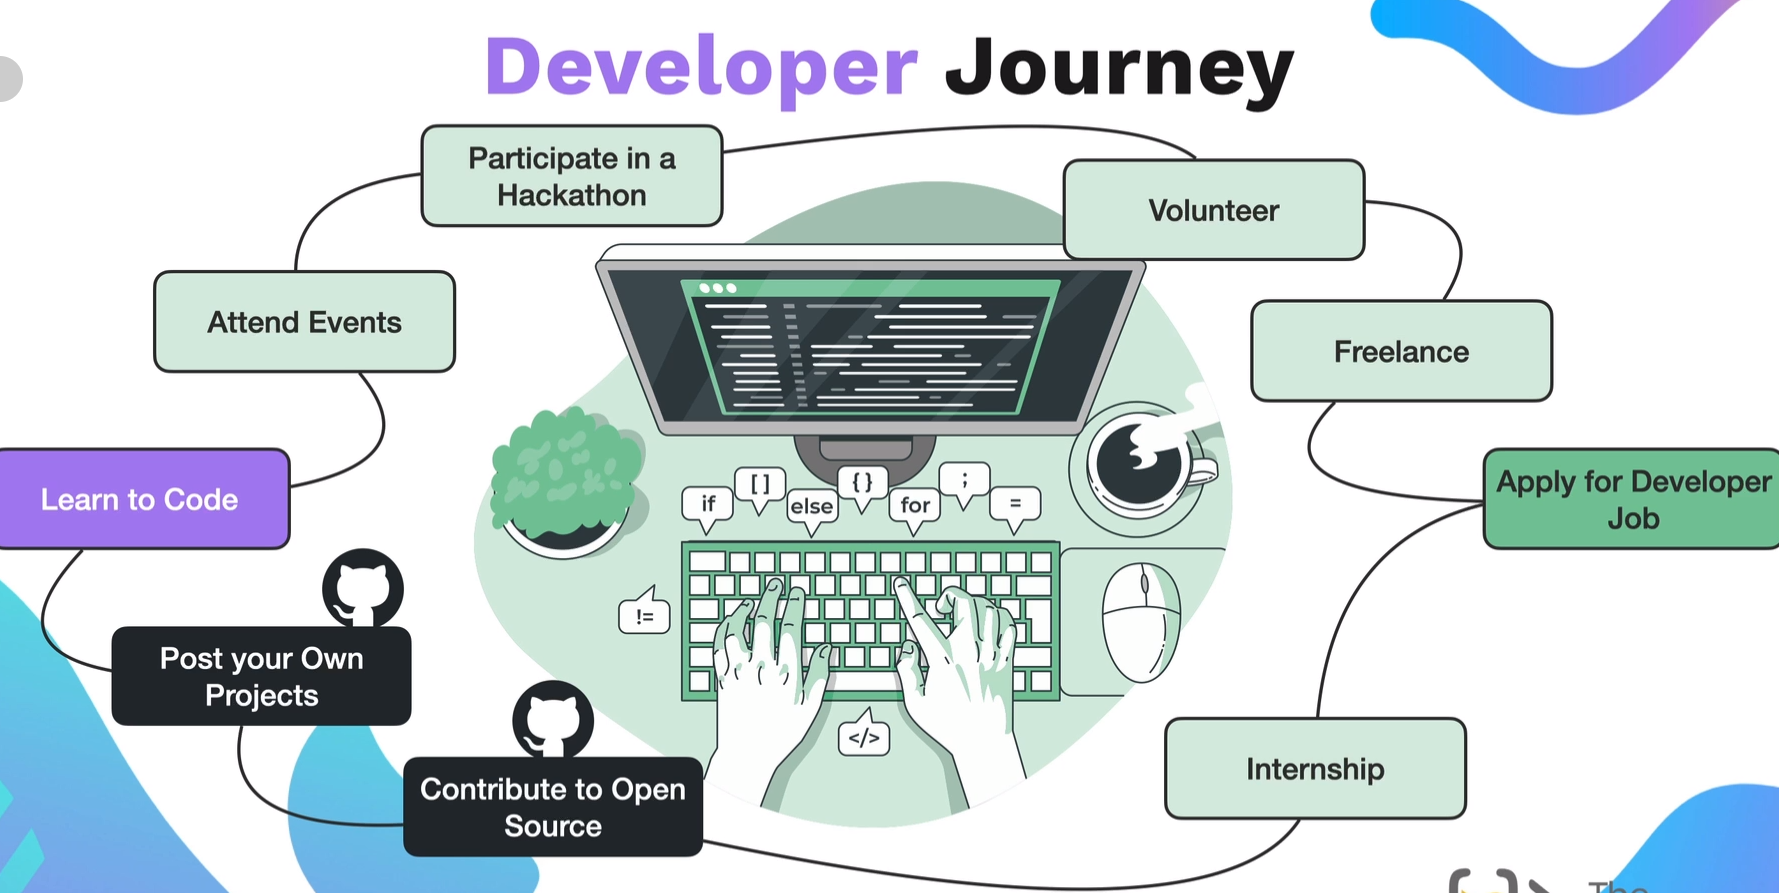 Developer Journey
Participate in a
Hackathon
Volunteer
Attend Events
Freelance
Learn to Code
Apply for Developer
Job
if
[]
else
{}
for
;
=
!=
Post your Own
Projects
</>
Contribute to Open
Source
Internship
The